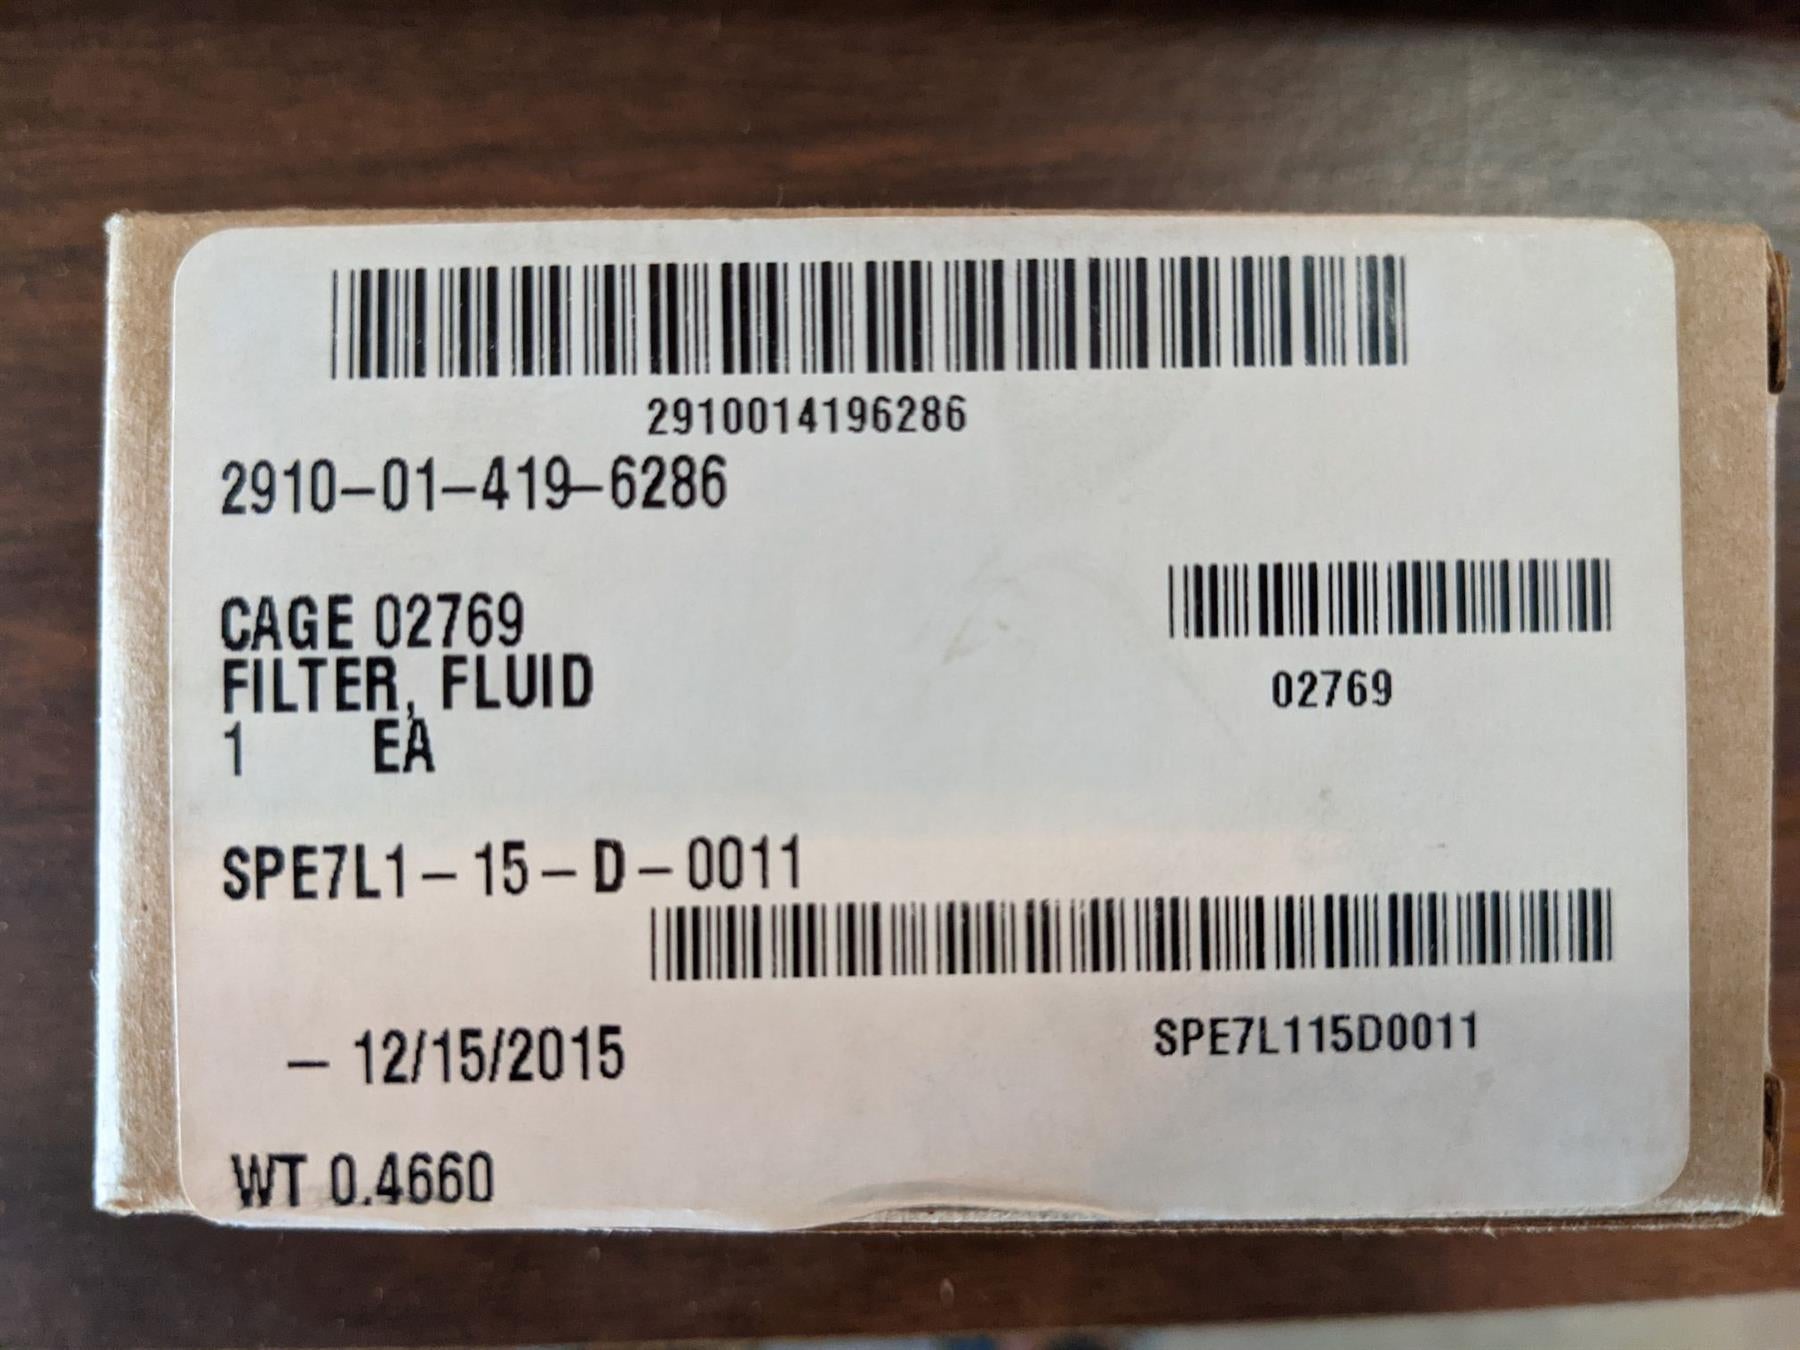 2910014196286
2910-01-419-6286
CAGE 02769
FILTER, FLUID
02769
1 EA
SPE7L1-15-D-0011
SPE7L115D0011
- 12/15/2015
WT 0.4660